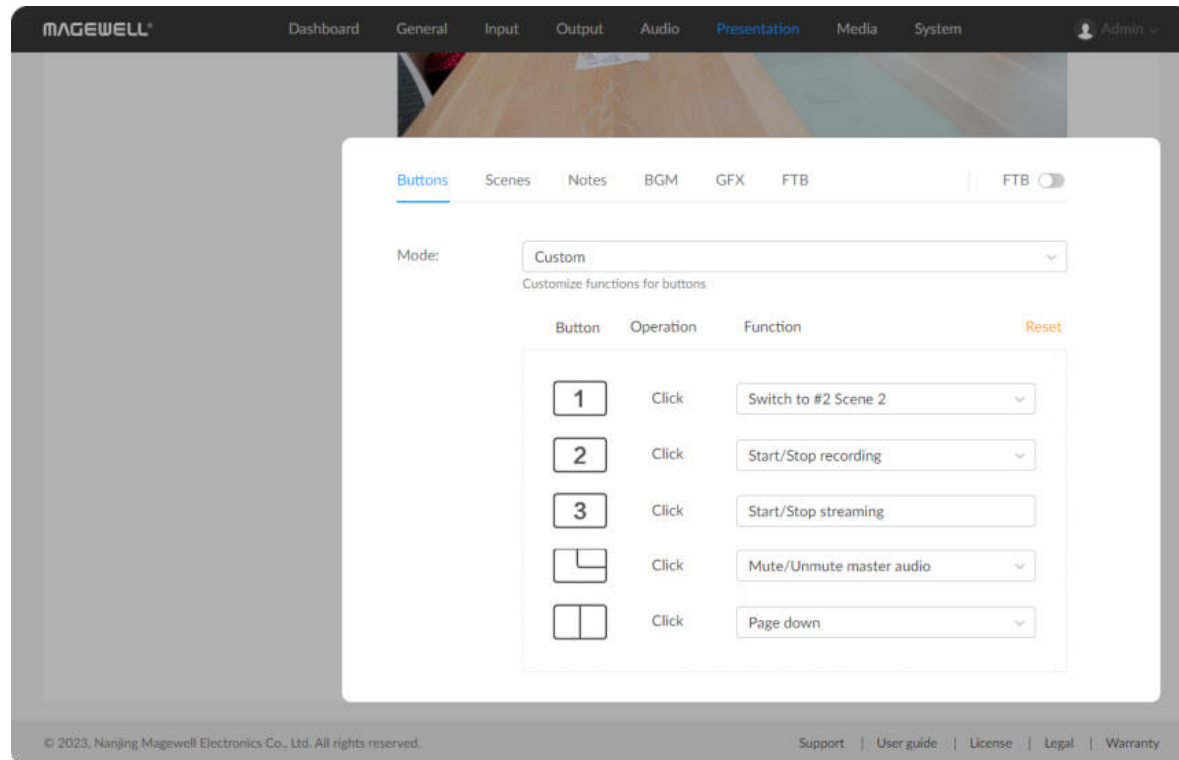 MAGEWELL® Dashboard General Input Output Audio Presentation Media System Admin
Buttons Scenes Notes BGM GFX FTB FTB
Mode: Custom
Customize functions for buttons
Button Operation Function Reset
1 Click Switch to #2 Scene 2
2 Click Start/Stop recording
3 Click Start/Stop streaming
Click Mute/Unmute master audio
Click Page down
© 2023, Nanjing Magewell Electronics Co., Ltd. All rights reserved. Support | User guide | License | Legal | Warranty